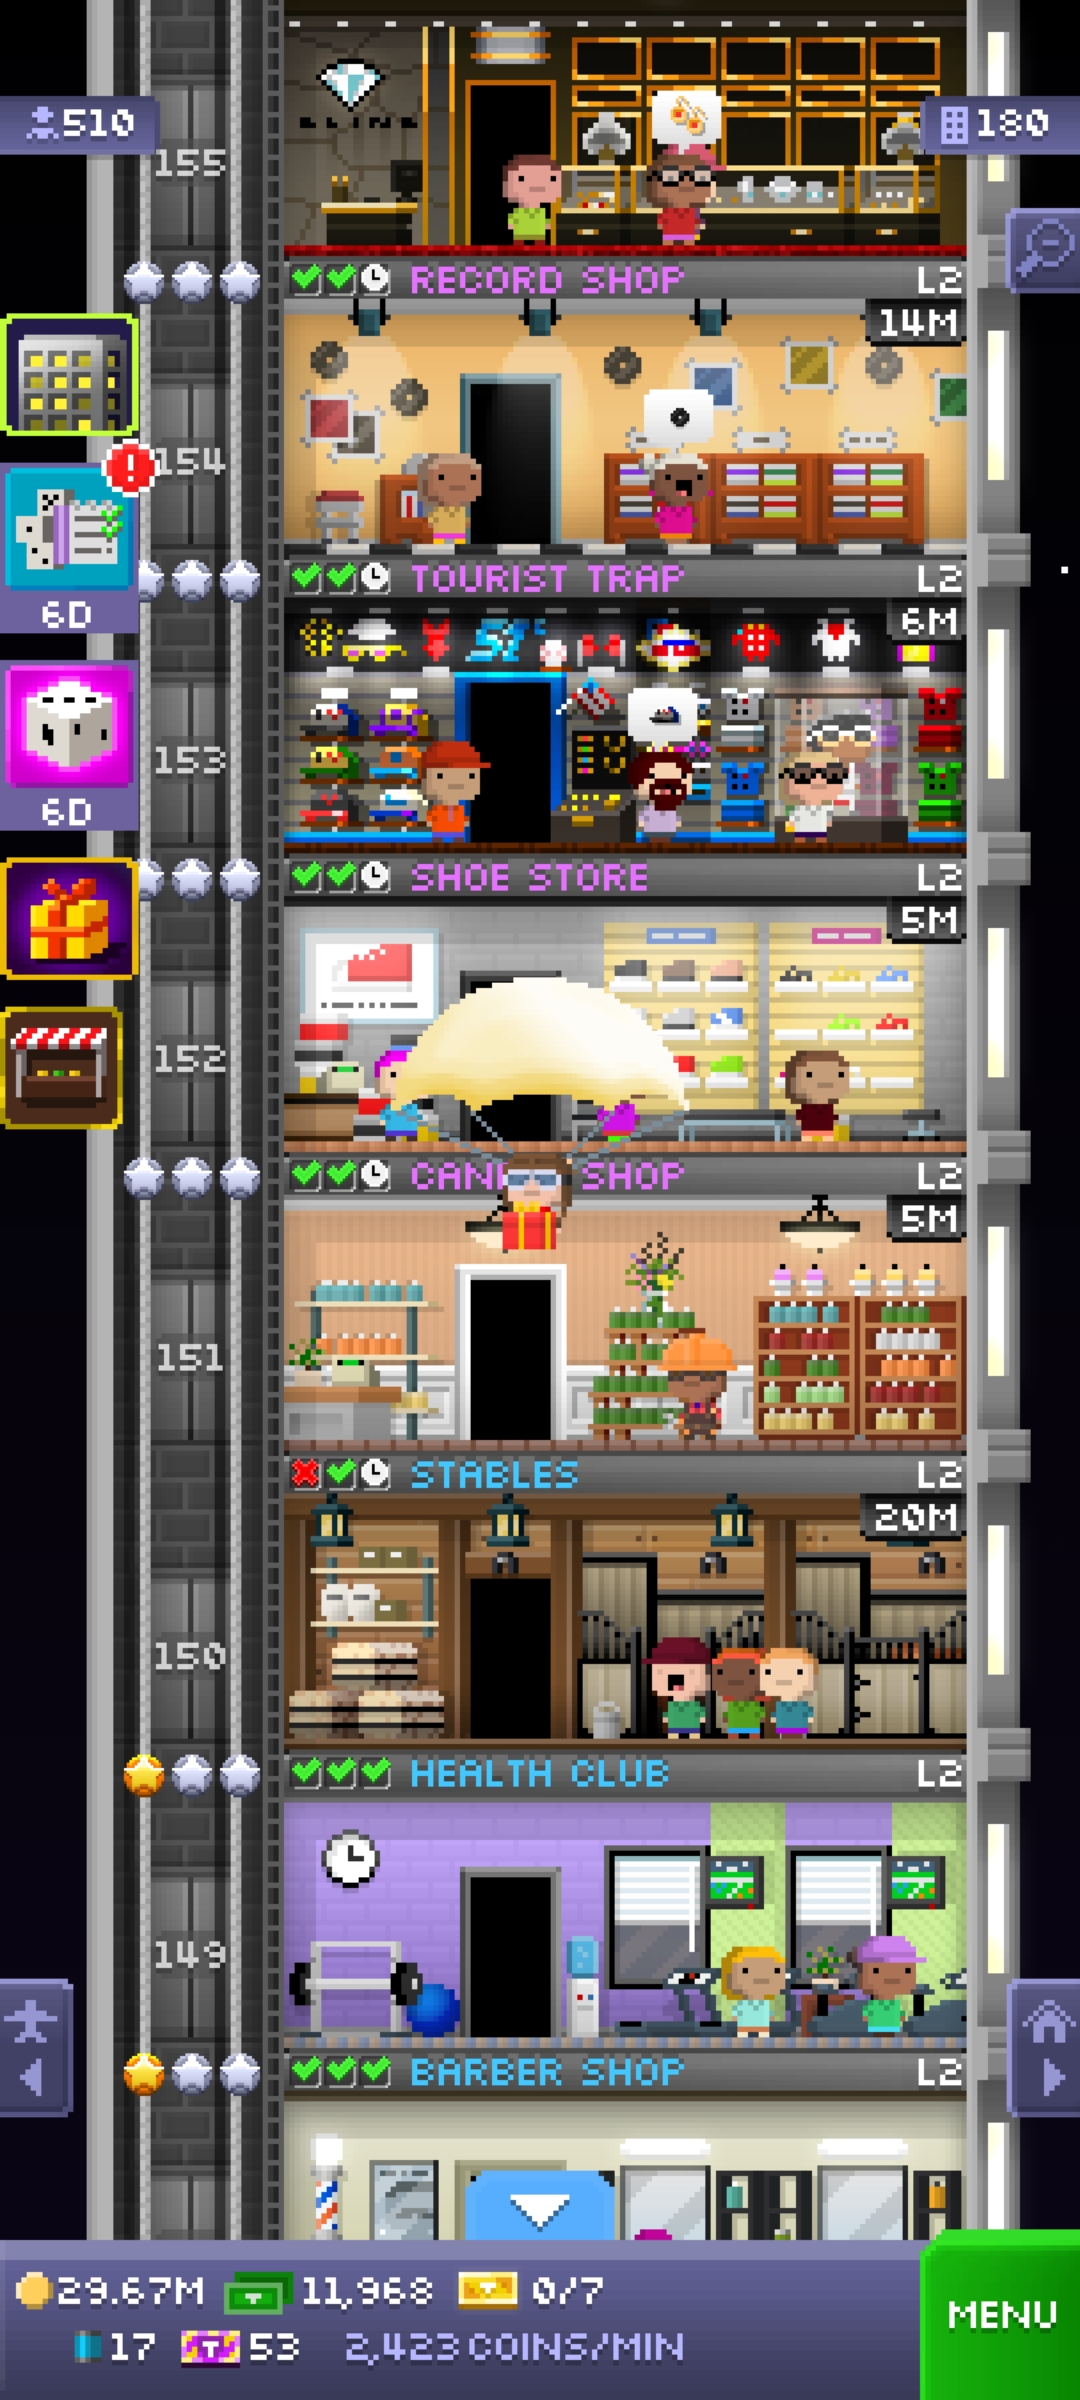 BLING
510
180
155
RECORD SHOP L2
14M
154
6D
TOURIST TRAP L2
6M
153
6D
SHOE STORE L2
5M
152
SHOP L2
5M
151
STABLES L2
20M
150
HEALTH CLUB L2
149
BARBER SHOP L2
29.67M 11,968 0/7
17 53 2,423 COINS/MIN
MENU